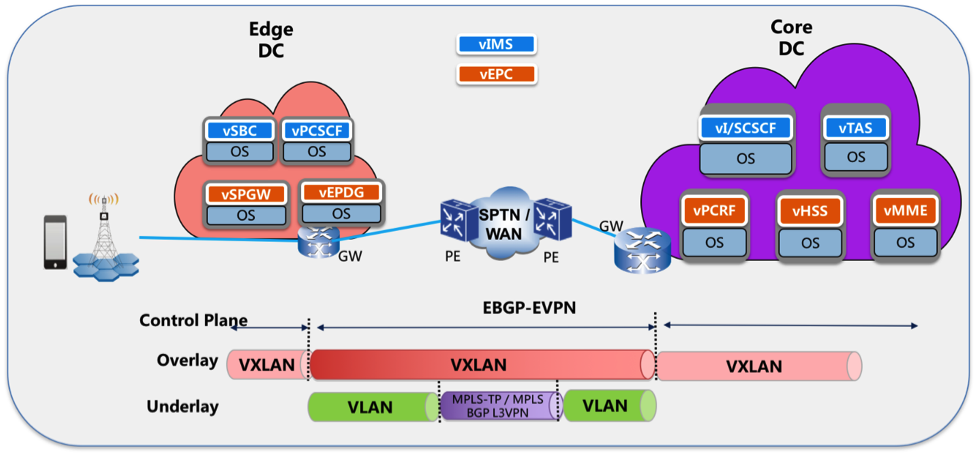 Edge
DC
Core
DC
vIMS
vEPC
vSBC
vPCSCF
OS
OS
vSPGW
vEPDG
OS
OS
GW
PE
SPTN /
WAN
PE
GW
vI/SCSCF
vTAS
OS
OS
vPCRF
vHSS
vMME
OS
OS
OS
EBGP-EVPN
Control Plane
Overlay
VXLAN
VXLAN
VXLAN
Underlay
VLAN
MPLS-TP / MPLS
BGP L3VPN
VLAN